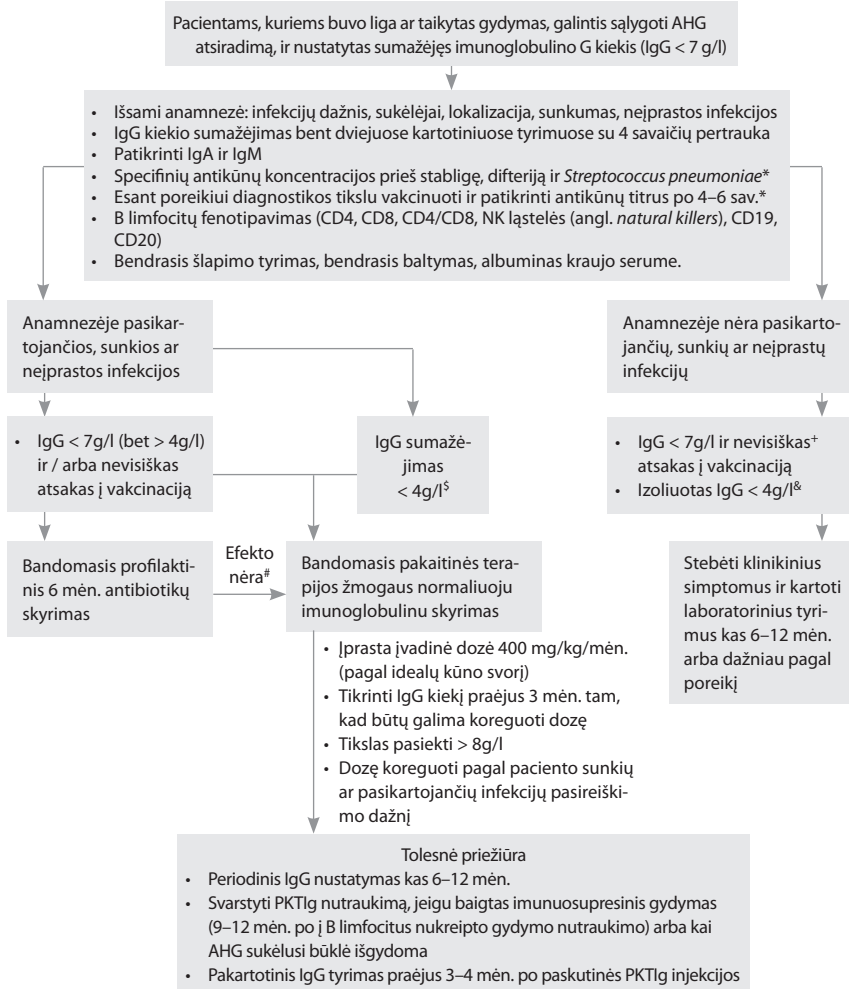 Pacientams, kuriems buvo liga ar taikytas gydymas, galintis sąlygoti AHG
atsiradimą, ir nustatytas sumažėjęs imunoglobulino G kiekis (IgG < 7 g/l)
• Išsami anamnezė: infekcijų dažnis, sukėlėjai, lokalizacija, sunkumas, neįprastos infekcijos
• IgG kiekio sumažėjimas bent dviejuose kartotiniuose tyrimuose su 4 savaičių pertrauka
• Patikrinti IgA ir IgM
• Specifinių antikūnų koncentracijos prieš stabligę, difteriją ir Streptococcus pneumoniae*
• Esant poreikiui diagnostikos tikslu vakcinuoti ir patikrinti antikūnų titrus po 4–6 sav.*
• B limfocitų fenotipavimas (CD4, CD8, CD4/CD8, NK ląstelės (angl. natural killers), CD19,
CD20)
• Bendrasis šlapimo tyrimas, bendrasis baltymas, albuminas kraujo serume.
Anamnezėje pasikar-
tojančios, sunkios ar
neįprastos infekcijos
Anamnezėje nėra pasikarto-
jančių, sunkių ar neįprastų
infekcijų
• IgG < 7g/l (bet > 4g/l)
ir / arba nevisiškas
atsakas į vakcinaciją
IgG sumažė-
jimas
< 4g/l$
• IgG < 7g/l ir nevisiškas+
atsakas į vakcinaciją
• Izoliuotas IgG < 4g/l&
Bandomasis profilakti-
nis 6 mėn. antibiotikų
skyrimas
Efekto
nėra#
Bandomasis pakaitinės tera-
pijos žmogaus normaliuoju
imunoglobulinu skyrimas
Stebėti klinikinius
simptomus ir kartoti
laboratorinius tyri-
mus kas 6–12 mėn.
arba dažniau pagal
poreikį
• Įprasta įvadinė dozė 400 mg/kg/mėn.
(pagal idealų kūno svorį)
• Tikrinti IgG kiekį praėjus 3 mėn. tam,
kad būtų galima koreguoti dozę
• Tikslas pasiekti > 8g/l
• Dozę koreguoti pagal paciento sunkių
ar pasikartojančių infekcijų pasireiški-
mo dažnį
Tolesnė priežiūra
• Periodinis IgG nustatymas kas 6–12 mėn.
• Svarstyti PKTIg nutraukimą, jeigu baigtas imunuosupresinis gydymas
(9–12 mėn. po į B limfocitus nukreipto gydymo nutraukimo) arba kai
AHG sukėlusi būklė išgydoma
• Pakartotinis IgG tyrimas praėjus 3–4 mėn. po paskutinės PKTIg injekcijos